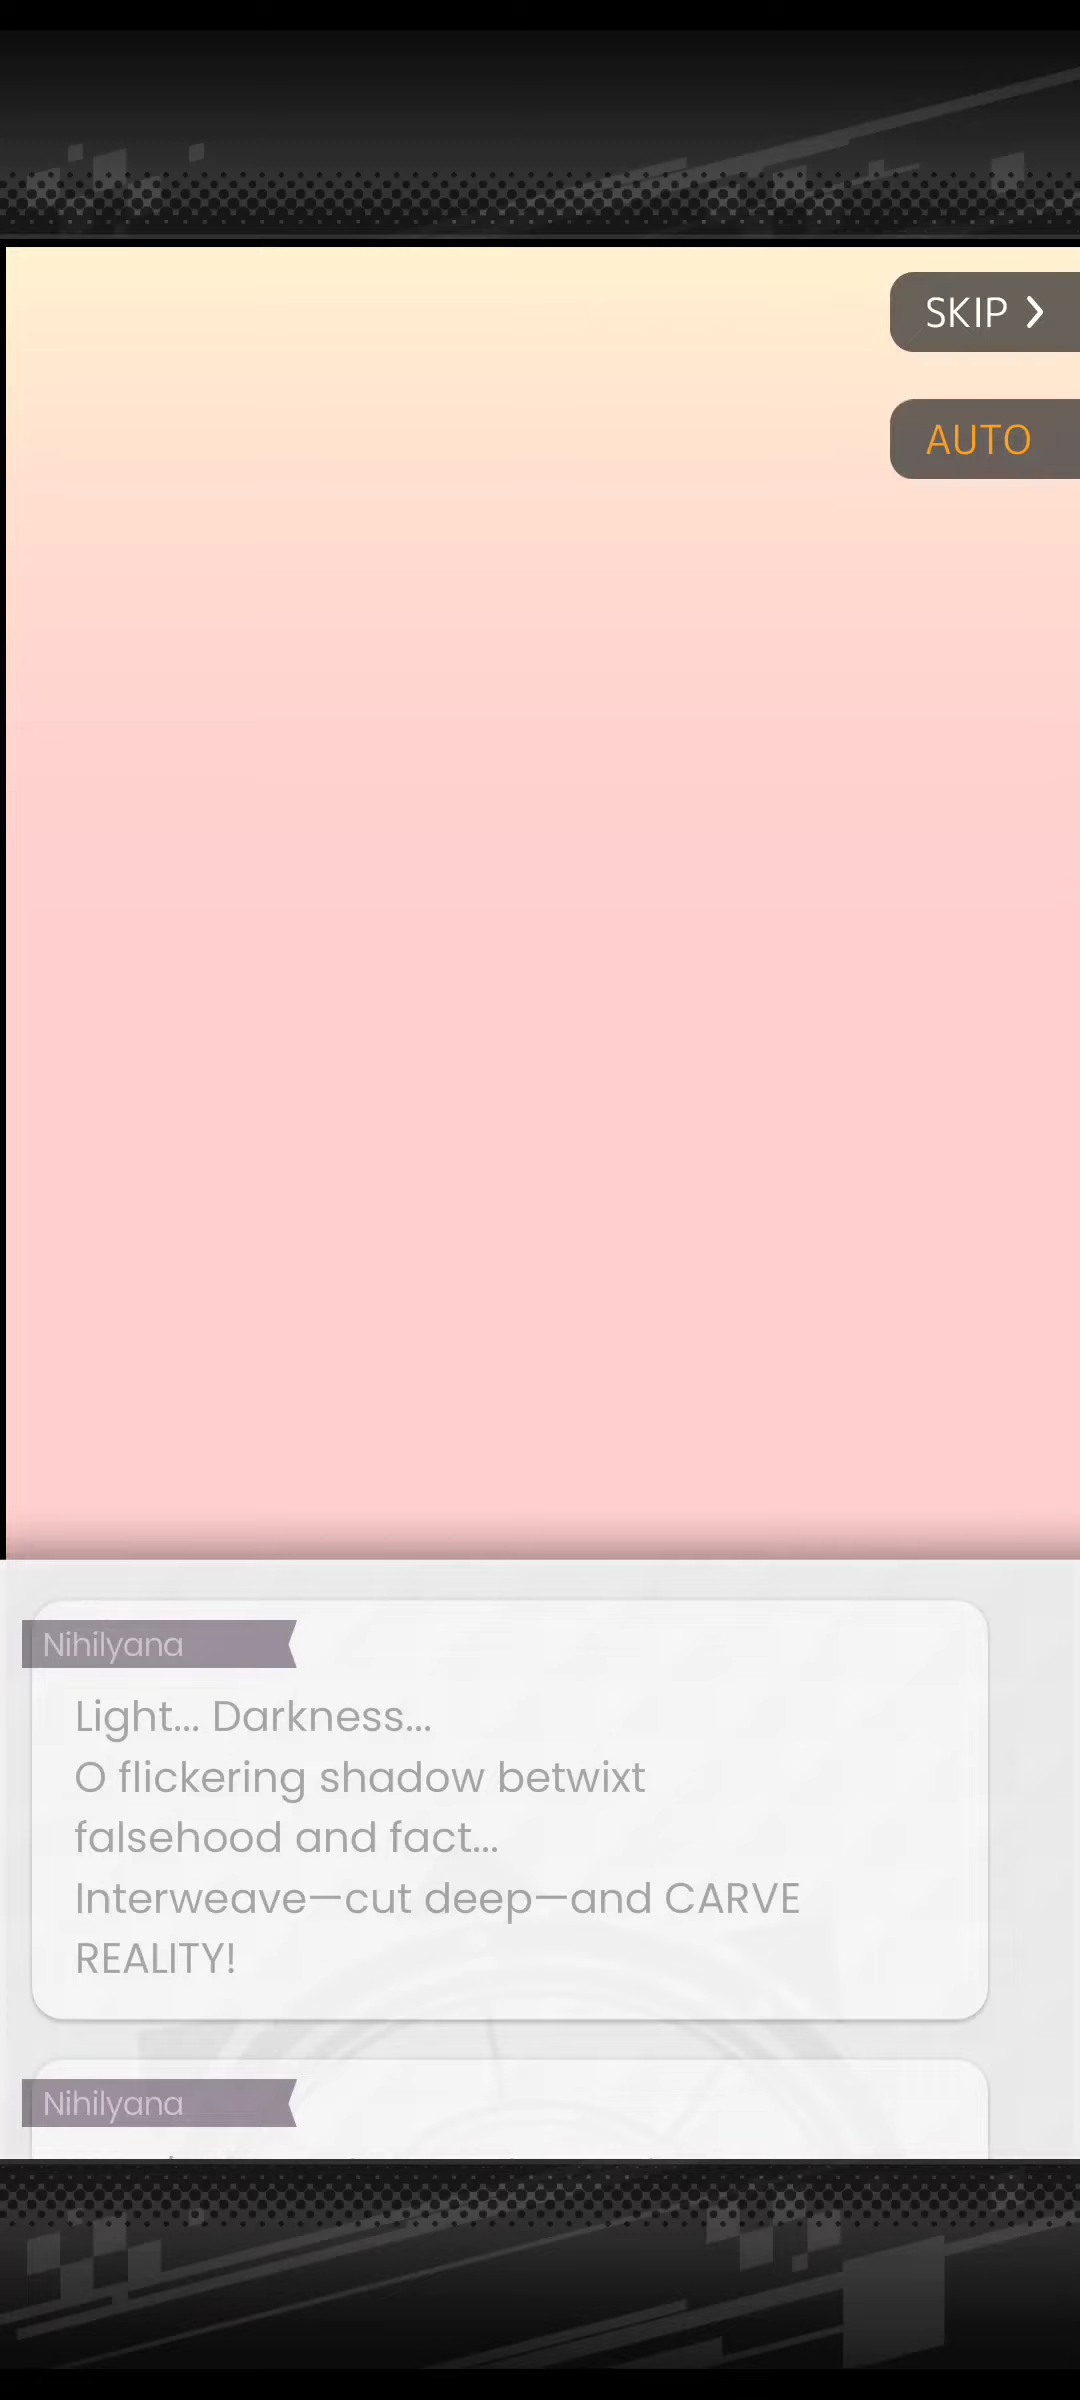 SKIP
AUTO
Nihilyana
Light... Darkness...
O flickering shadow betwixt
falsehood and fact...
Interweave—cut deep—and CARVE
REALITY!
Nihilyana